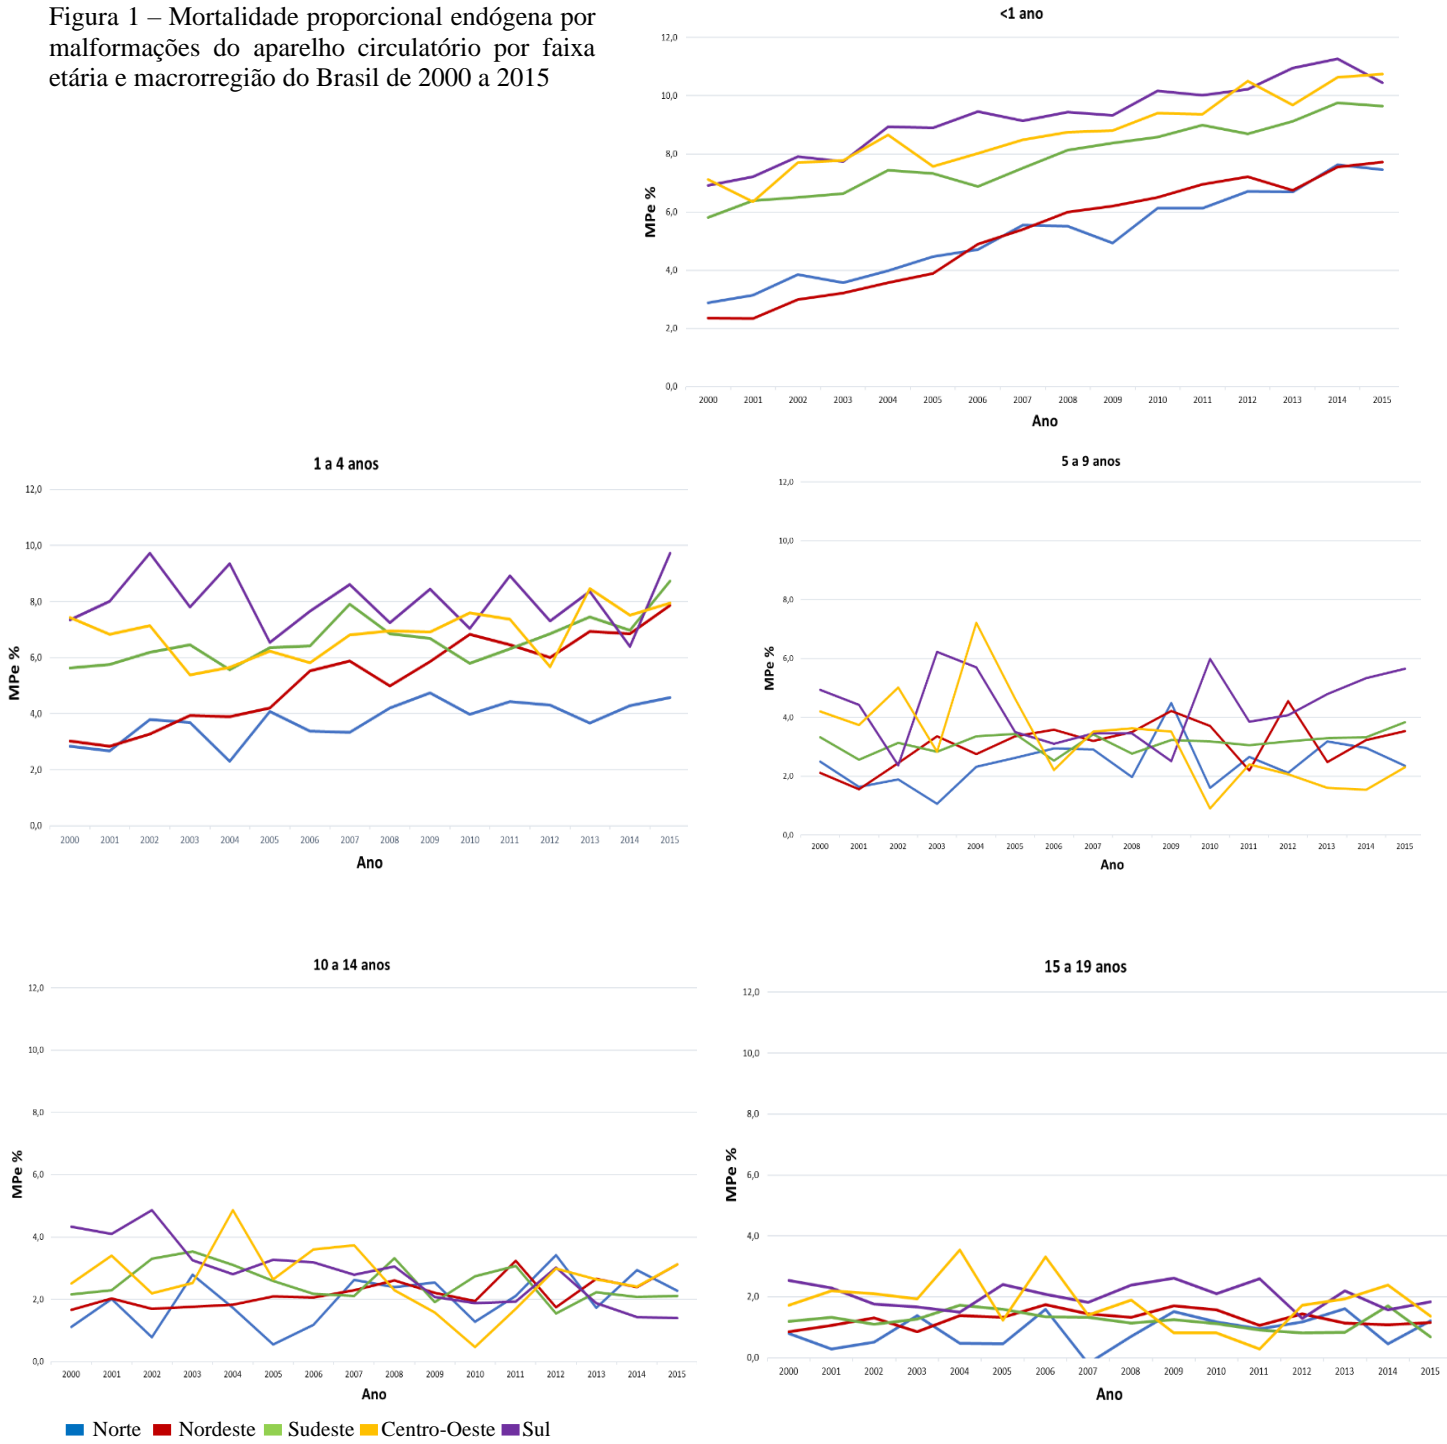 Figura 1 – Mortalidade proporcional endógena por
malformações do aparelho circulatório por faixa
etária e macrorregião do Brasil de 2000 a 2015
<1 ano
12,0
10,0
8,0
6,0
4,0
2,0
0,0
MPe %
2000 2001 2002 2003 2004 2005 2006 2007 2008 2009 2010 2011 2012 2013 2014 2015
Ano
1 a 4 anos
12,0
10,0
8,0
6,0
4,0
2,0
0,0
MPe %
2000 2001 2002 2003 2004 2005 2006 2007 2008 2009 2010 2011 2012 2013 2014 2015
Ano
5 a 9 anos
12,0
10,0
8,0
6,0
4,0
2,0
0,0
MPe %
2000 2001 2002 2003 2004 2005 2006 2007 2008 2009 2010 2011 2012 2013 2014 2015
Ano
10 a 14 anos
12,0
10,0
8,0
6,0
4,0
2,0
0,0
MPe %
2000 2001 2002 2003 2004 2005 2006 2007 2008 2009 2010 2011 2012 2013 2014 2015
Ano
15 a 19 anos
12,0
10,0
8,0
6,0
4,0
2,0
0,0
MPe %
2000 2001 2002 2003 2004 2005 2006 2007 2008 2009 2010 2011 2012 2013 2014 2015
Ano
Norte Nordeste Sudeste Centro-Oeste Sul